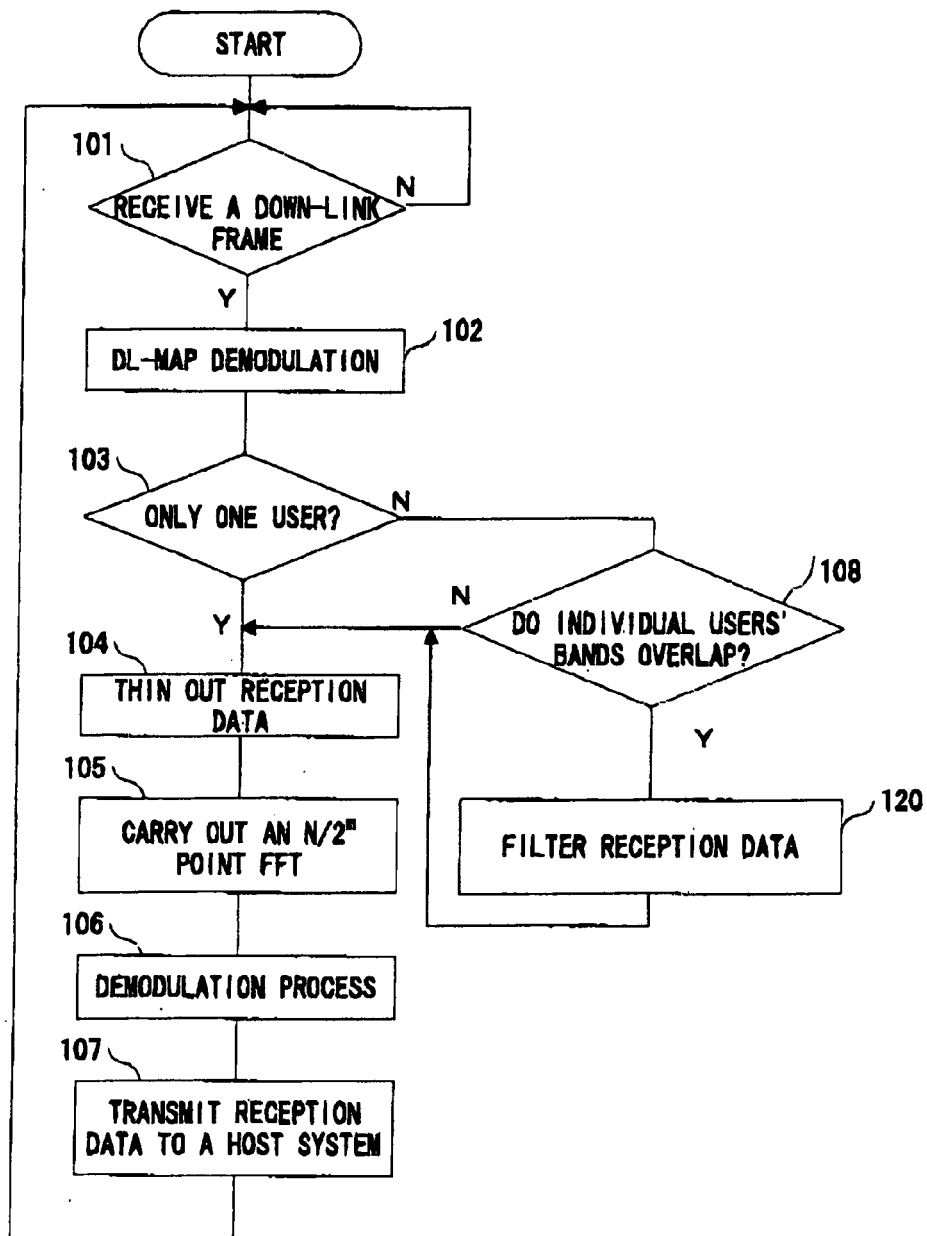 START
101
RECEIVE A DOWN-LINK
FRAME
N
Y
DL-MAP DEMODULATION
102
103
ONLY ONE USER?
N
Y
108
DO INDIVIDUAL USERS'
BANDS OVERLAP?
N
Y
104
THIN OUT RECEPTION
DATA
105
CARRY OUT AN N/2ᵐ
POINT FFT
120
FILTER RECEPTION DATA
106
DEMODULATION PROCESS
107
TRANSMIT RECEPTION
DATA TO A HOST SYSTEM